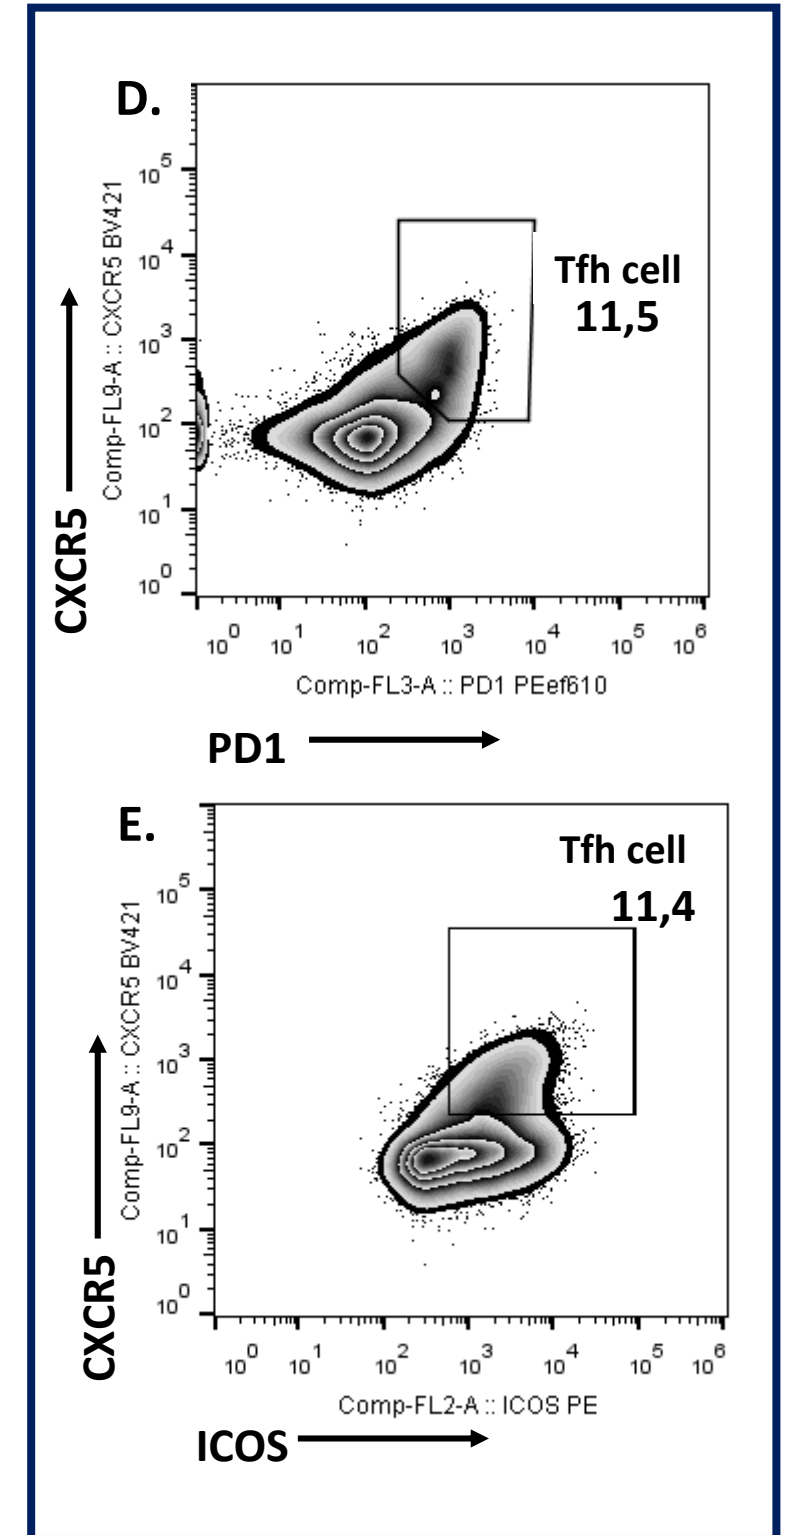 D.
Comp-FL9-A :: CXCR5 BV421
CXCR5
10^5
10^4
10^3
10^2
10^1
10^0
Tfh cell
11,5
10^0 10^1 10^2 10^3 10^4 10^5 10^6
Comp-FL3-A :: PD1 PEef610
PD1
E.
Comp-FL9-A :: CXCR5 BV421
CXCR5
10^5
10^4
10^3
10^2
10^1
10^0
Tfh cell
11,4
10^0 10^1 10^2 10^3 10^4 10^5 10^6
Comp-FL2-A :: ICOS PE
ICOS